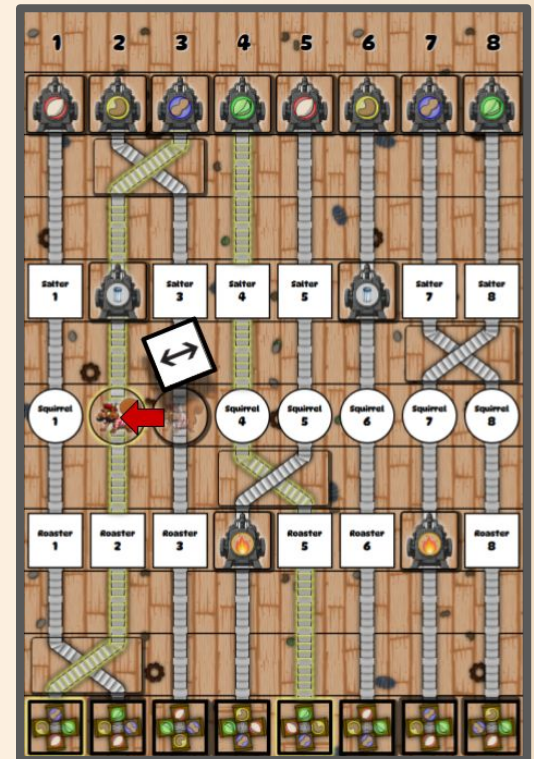 1 2 3 4 5 6 7 8
Salter 1
Salter 3
Salter 4
Salter 5
Salter 7
Salter 8
Squirrel 1
Squirrel 4
Squirrel 5
Squirrel 6
Squirrel 7
Squirrel 8
Roaster 1
Roaster 2
Roaster 3
Roaster 5
Roaster 6
Roaster 8